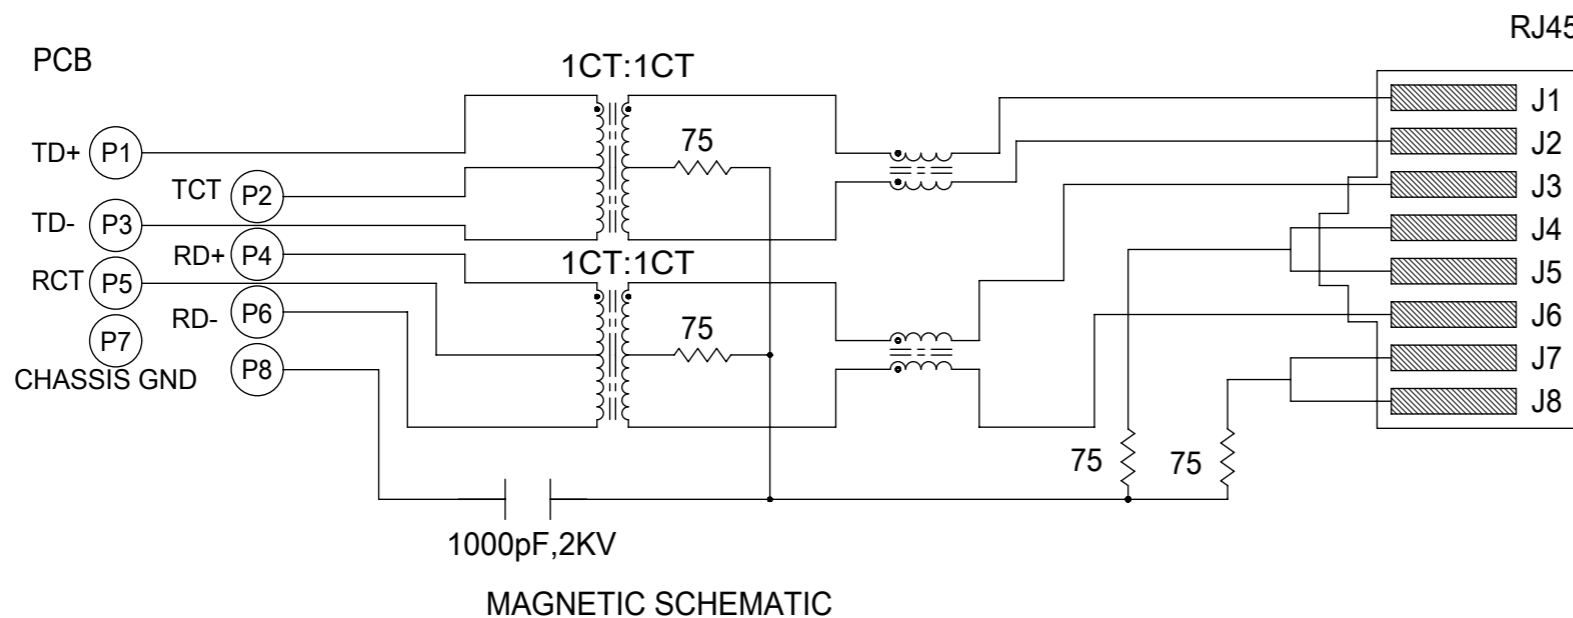 RJ45
PCB
1CT:1CT
J1
75
J2
TD+ P1
TCT P2
J3
TD- P3
J4
RD+ P4
1CT:1CT
RCT P5
J5
RD- P6
75
J6
P7
J7
CHASSIS GND P8
J8
75
75
1000pF,2KV
MAGNETIC SCHEMATIC